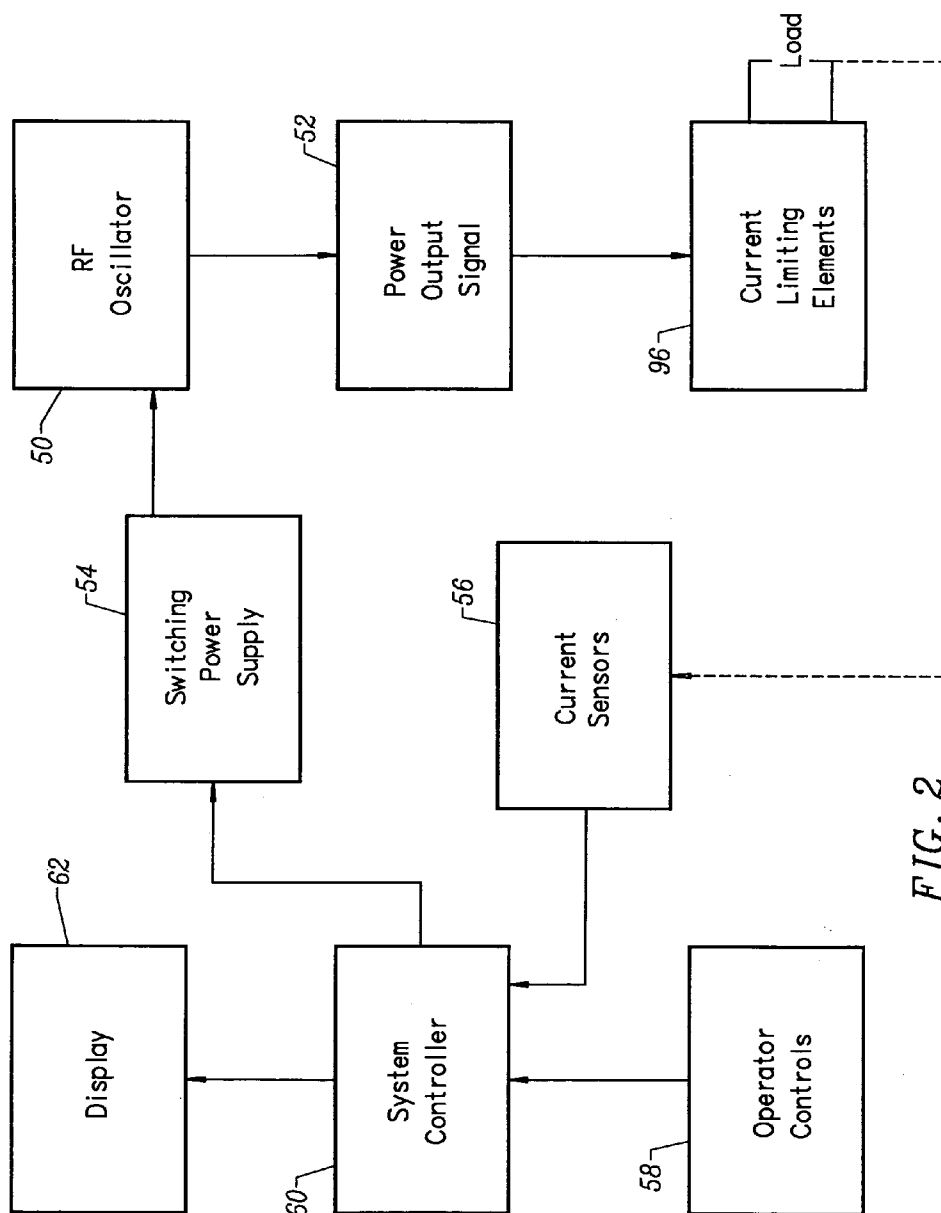 62
Display
60
System
Controller
58
Operator
Controls
54
Switching
Power
Supply
56
Current
Sensors
50
RF
Oscillator
52
Power
Output
Signal
96
Current
Limiting
Elements
Load
FIG. 2